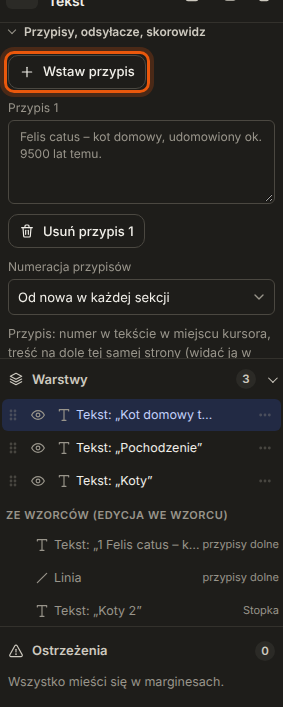 Tekst
Przypisy, odsyłacze, skorowidz
Wstaw przypis
Przypis 1
Felis catus – kot domowy, udomowiony ok.
9500 lat temu.
Usuń przypis 1
Numeracja przypisów
Od nowa w każdej sekcji
Przypis: numer w tekście w miejscu kursora,
treść na dole tej samej strony (widać ją w
Warstwy 3
Tekst: „Kot domowy t...
Tekst: „Pochodzenie”
Tekst: „Koty”
ZE WZORCÓW (EDYCJA WE WZORCU)
Tekst: „1 Felis catus – k... przypisy dolne
Linia przypisy dolne
Tekst: „Koty 2” Stopka
Ostrzeżenia 0
Wszystko mieści się w marginesach.